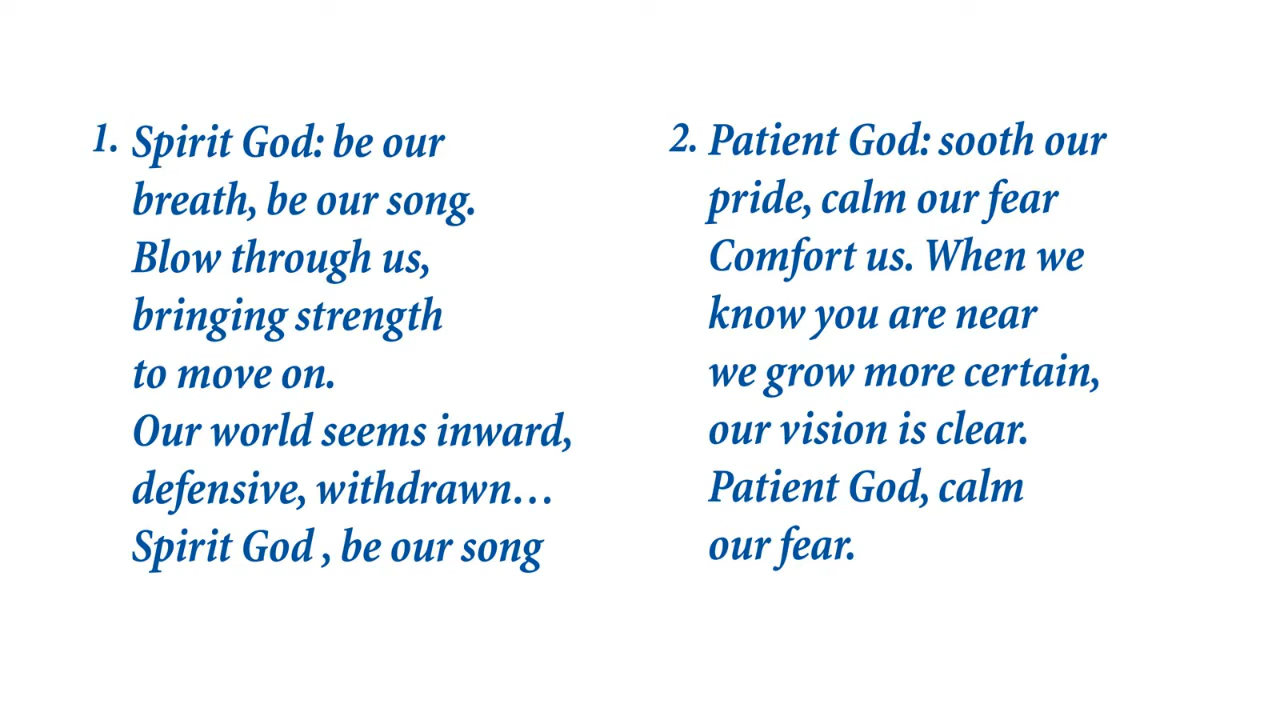 1. Spirit God: be our
breath, be our song.
Blow through us,
bringing strength
to move on.
Our world seems inward,
defensive, withdrawn…
Spirit God , be our song
2. Patient God: sooth our
pride, calm our fear
Comfort us. When we
know you are near
we grow more certain,
our vision is clear.
Patient God, calm
our fear.